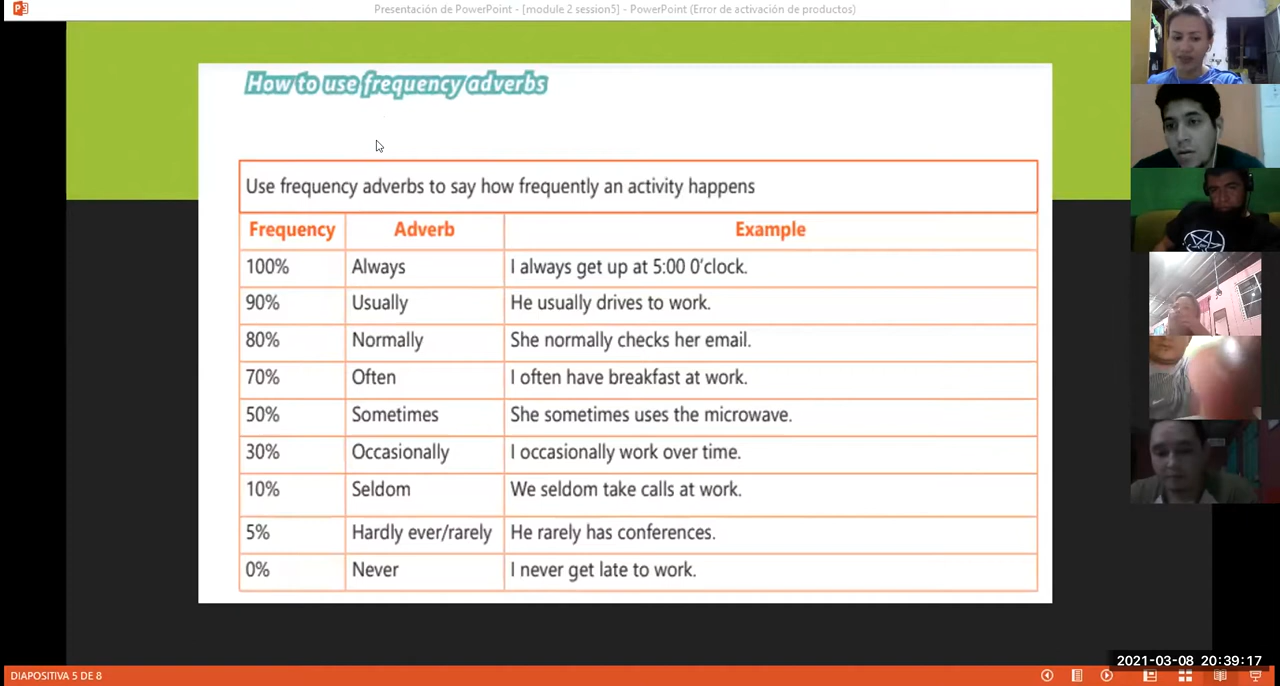 Presentación de PowerPoint - [module 2 session5] - PowerPoint (Error de activación de productos)
How to use frequency adverbs
Use frequency adverbs to say how frequently an activity happens
Frequency Adverb Example
100% Always I always get up at 5:00 0'clock.
90% Usually He usually drives to work.
80% Normally She normally checks her email.
70% Often I often have breakfast at work.
50% Sometimes She sometimes uses the microwave.
30% Occasionally I occasionally work over time.
10% Seldom We seldom take calls at work.
5% Hardly ever/rarely He rarely has conferences.
0% Never I never get late to work.
2021-03-08 20:39:17
DIAPOSITIVA 5 DE 8